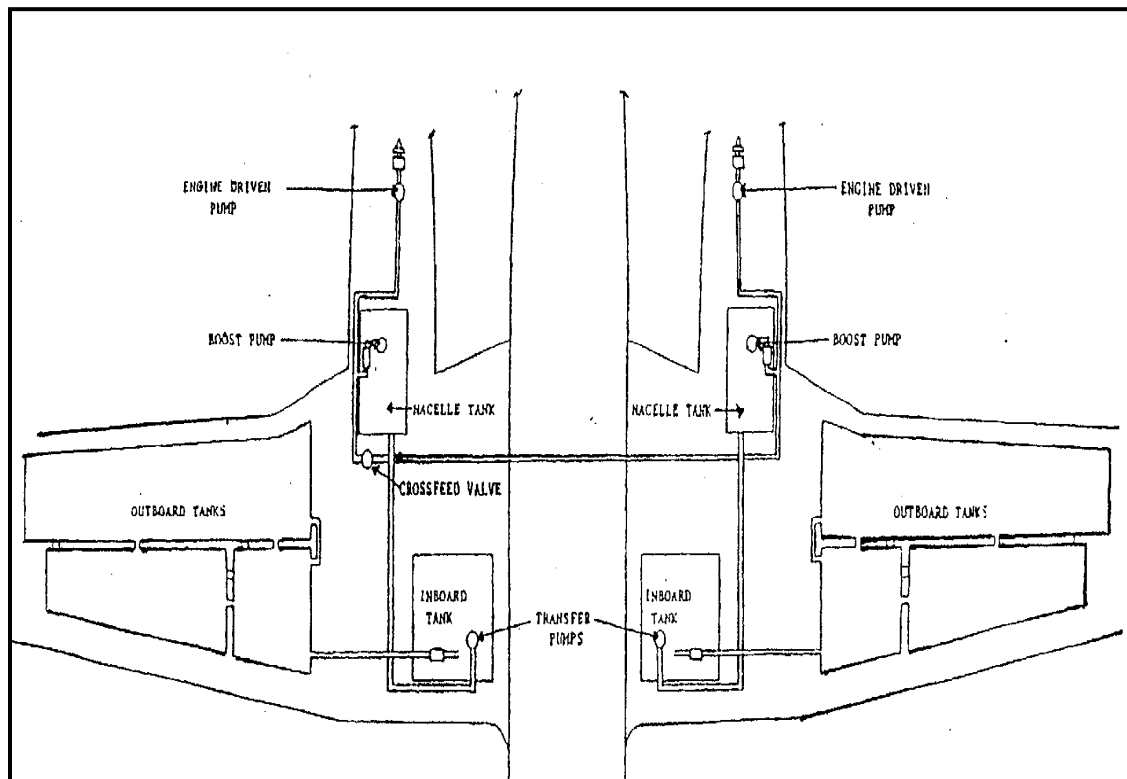 ENGINE DRIVEN
PUMP
ENGINE DRIVEN
PUMP
BOOST PUMP
BOOST PUMP
NACELLE TANK
NACELLE TANK
CROSSFEED VALVE
OUTBOARD TANKS
OUTBOARD TANKS
INBOARD
TANK
INBOARD
TANK
TRANSFER
PUMPS